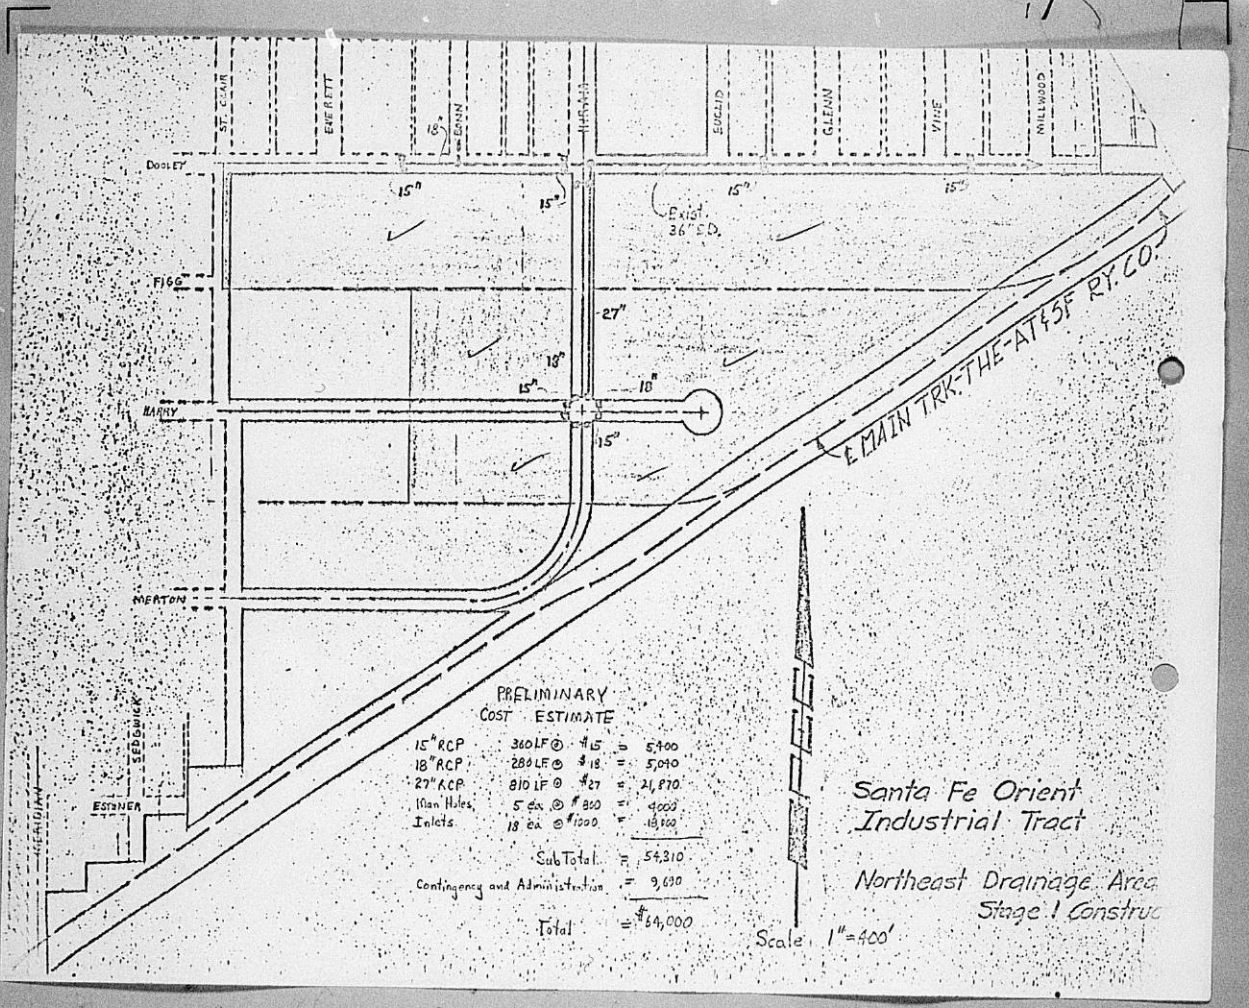 17
ST. CLAIR
EVERETT
BONN
HIRAM
EUCLID
GLENN
VINE
MILLWOOD
18"
DOOLEY
15"
15"
15"
15"
Exist.
36" S.D.
FIGG
27"
18"
15"
18"
HARRY
15"
℄ MAIN TRK-THE-AT&SF RY. CO.
MERTON
SEDGWICK
MERIDIAN
ESTHNER
PRELIMINARY
COST ESTIMATE
15" RCP 360 LF @ $15 = 5,400
18" RCP 280 LF @ $18 = 5,040
27" RCP 810 LF @ $27 = 21,870
Man Holes 5 ea @ $800 = 4000
Inlets 18 ea @ $1000 = 18,000
Sub Total = 54,310
Contingency and Administration = 9,690
Total = $64,000
Santa Fe Orient
Industrial Tract
Northeast Drainage Area
Stage 1 Construc
Scale 1"=400'